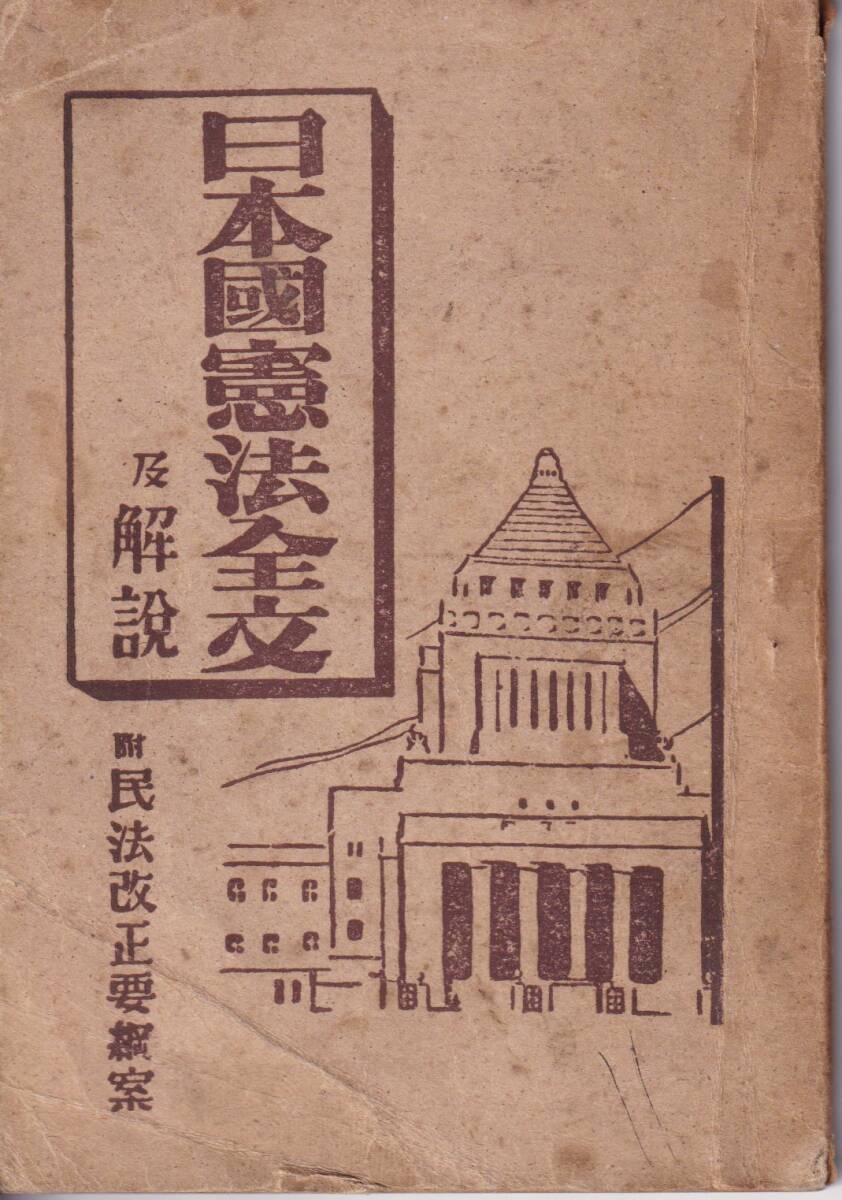 日本國憲法全文
及解說
附民法改正要綱案